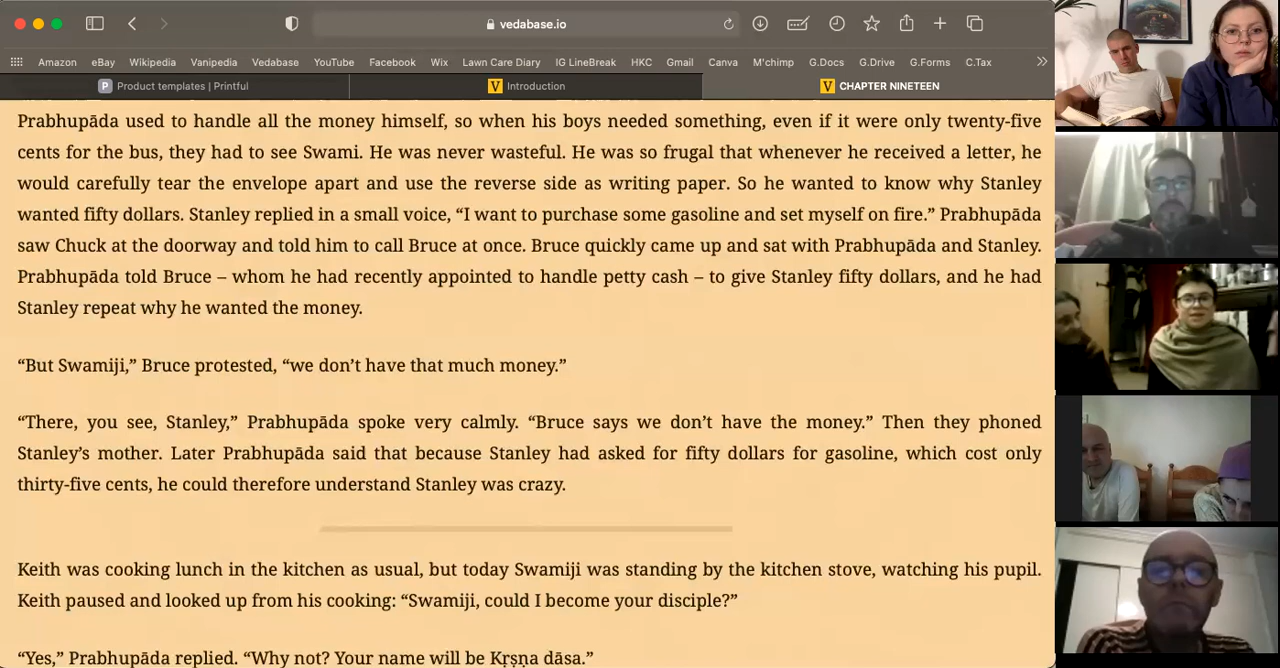 vedabase.io
Amazon eBay Wikipedia Vanipedia Vedabase YouTube Facebook Wix Lawn Care Diary IG LineBreak HKC Gmail Canva M'chimp G.Docs G.Drive G.Forms C.Tax
P Product templates | Printful V Introduction V CHAPTER NINETEEN
Prabhupāda used to handle all the money himself, so when his boys needed something, even if it were only twenty-five
cents for the bus, they had to see Swami. He was never wasteful. He was so frugal that whenever he received a letter, he
would carefully tear the envelope apart and use the reverse side as writing paper. So he wanted to know why Stanley
wanted fifty dollars. Stanley replied in a small voice, “I want to purchase some gasoline and set myself on fire.” Prabhupāda
saw Chuck at the doorway and told him to call Bruce at once. Bruce quickly came up and sat with Prabhupāda and Stanley.
Prabhupāda told Bruce – whom he had recently appointed to handle petty cash – to give Stanley fifty dollars, and he had
Stanley repeat why he wanted the money.
“But Swamiji,” Bruce protested, “we don’t have that much money.”
“There, you see, Stanley,” Prabhupāda spoke very calmly. “Bruce says we don’t have the money.” Then they phoned
Stanley’s mother. Later Prabhupāda said that because Stanley had asked for fifty dollars for gasoline, which cost only
thirty-five cents, he could therefore understand Stanley was crazy.
Keith was cooking lunch in the kitchen as usual, but today Swamiji was standing by the kitchen stove, watching his pupil.
Keith paused and looked up from his cooking: “Swamiji, could I become your disciple?”
“Yes,” Prabhupāda replied. “Why not? Your name will be Kṛṣṇa dāsa.”